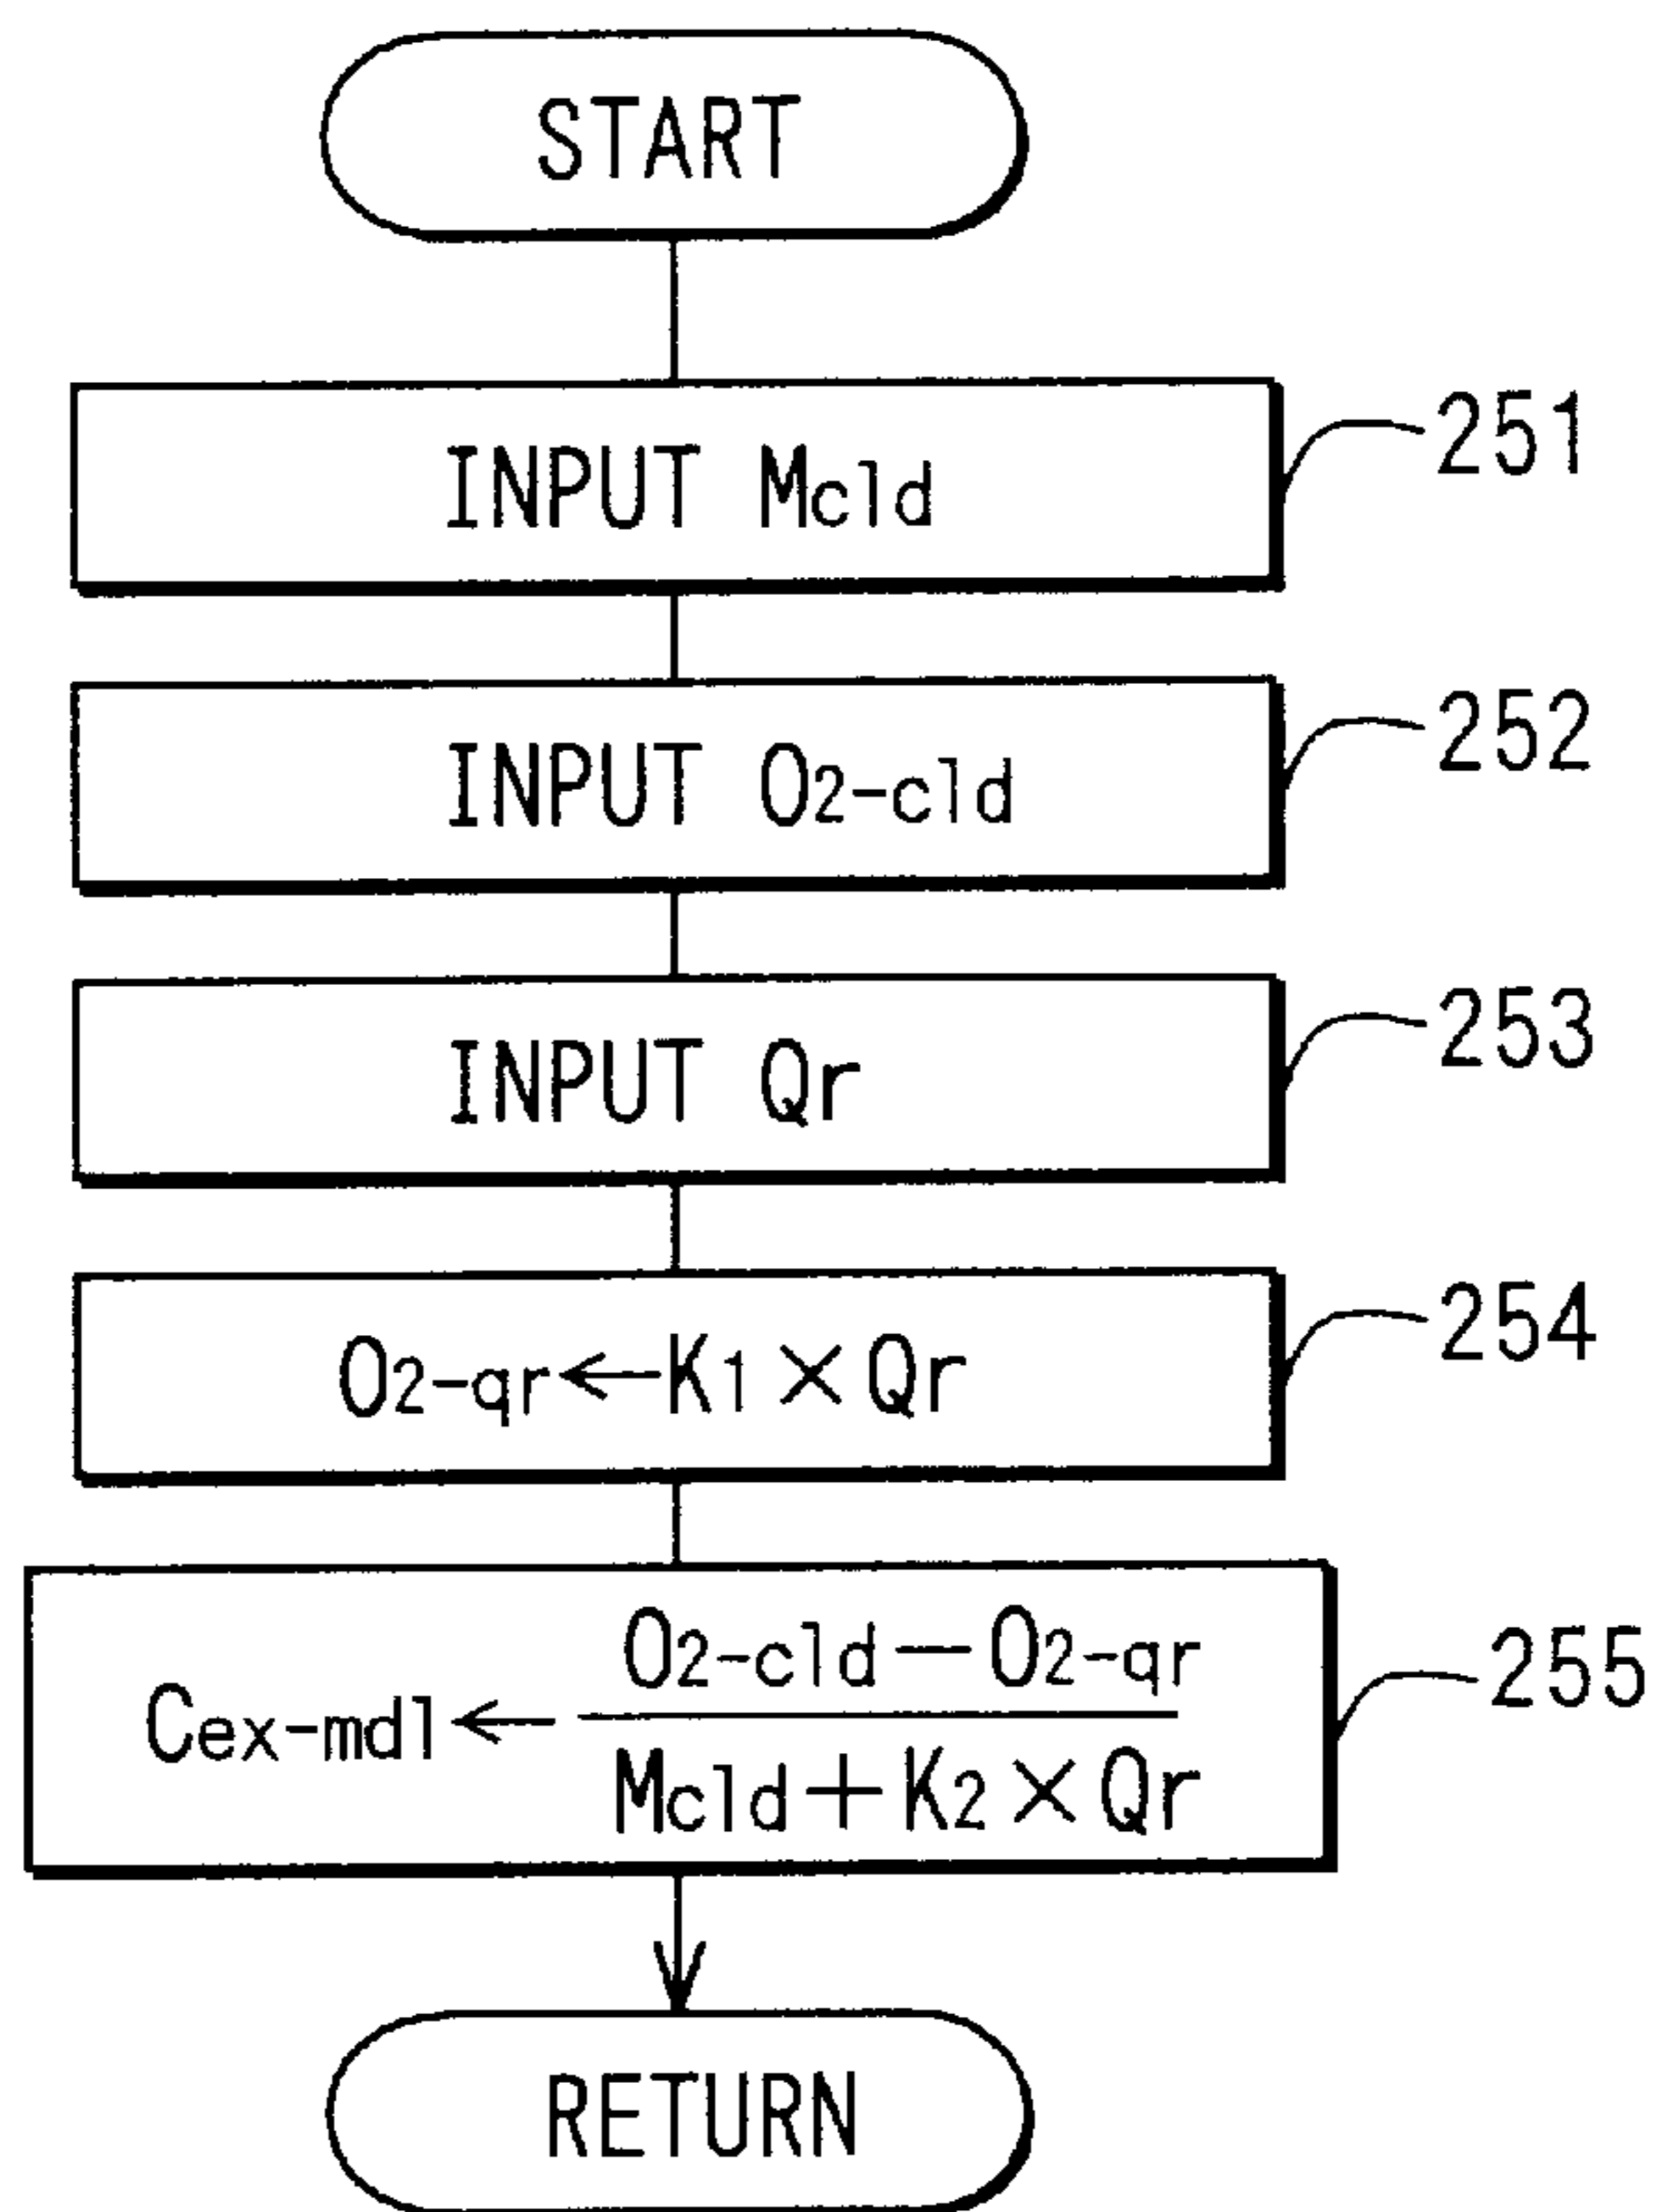 START
INPUT Mcld
251
INPUT O2-cld
252
INPUT Qr
253
O2-qr←K1×Qr
254
O2-cld－O2-qr
Cex-mdl←
Mcld＋K2×Qr
255
RETURN